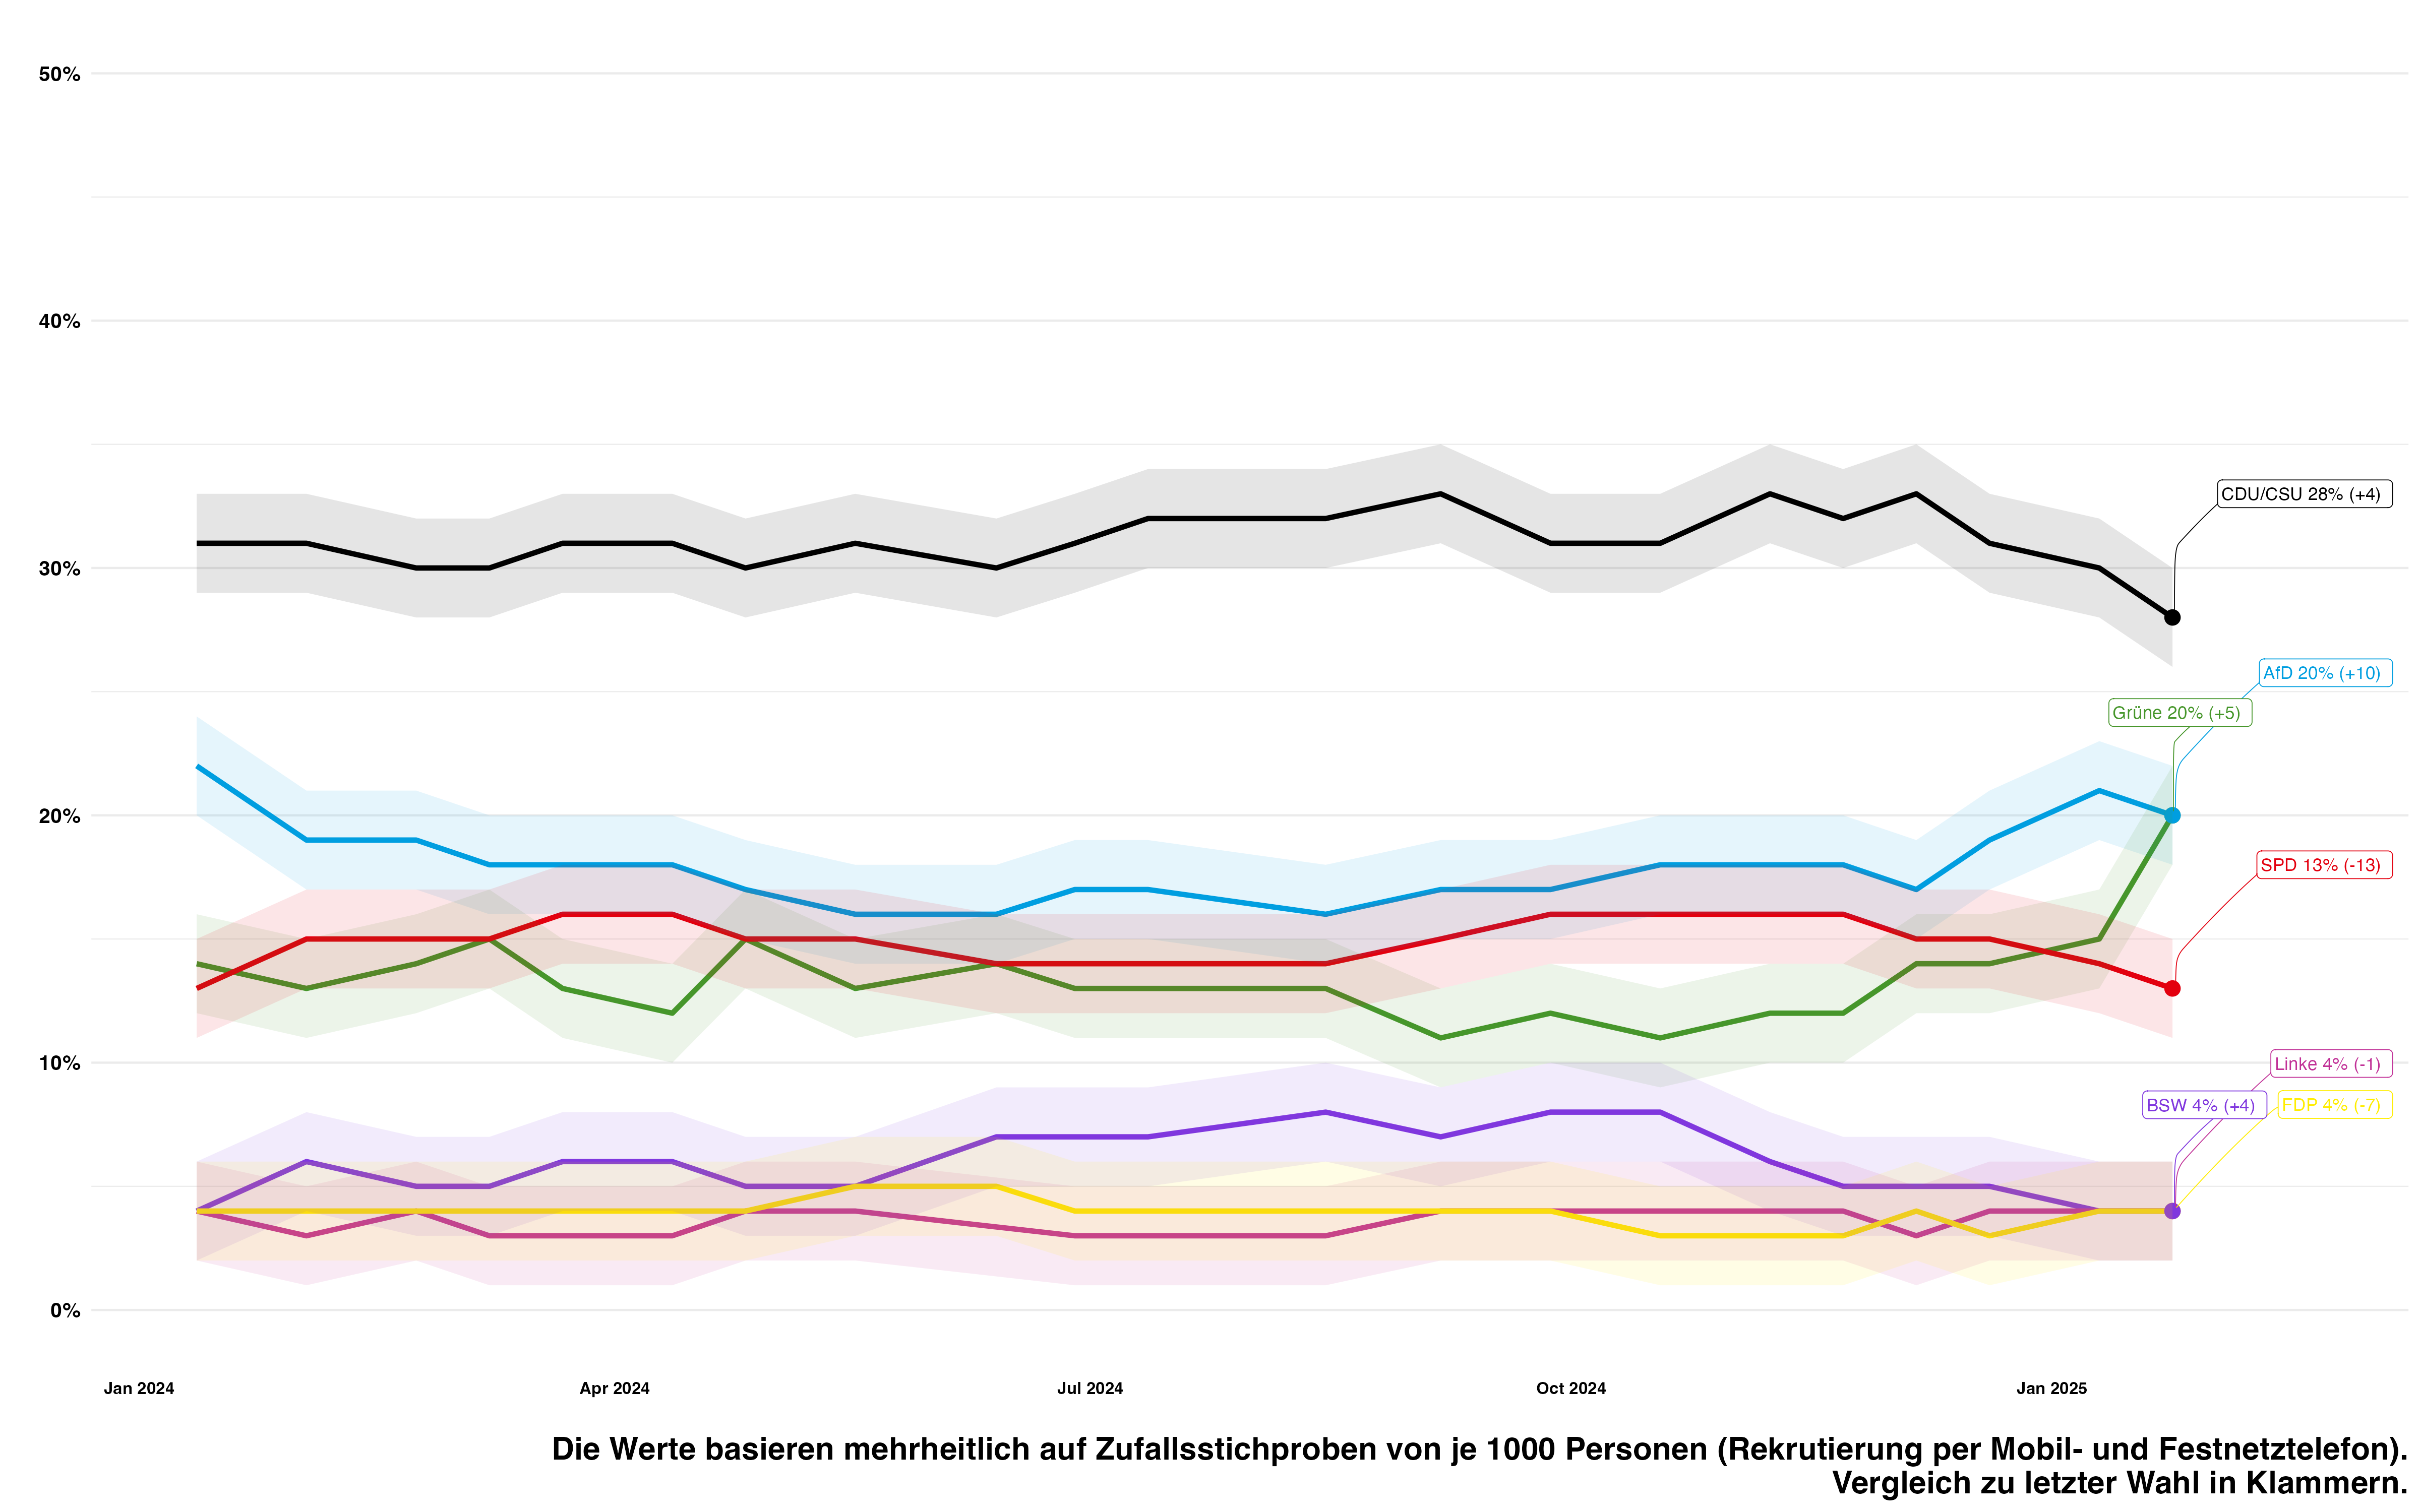 50%
40%
30%
20%
10%
0%
CDU/CSU 28% (+4)
AfD 20% (+10)
Grüne 20% (+5)
SPD 13% (-13)
Linke 4% (-1)
BSW 4% (+4)
FDP 4% (-7)
Jan 2024
Apr 2024
Jul 2024
Oct 2024
Jan 2025
Die Werte basieren mehrheitlich auf Zufallsstichproben von je 1000 Personen (Rekrutierung per Mobil- und Festnetztelefon).
Vergleich zu letzter Wahl in Klammern.